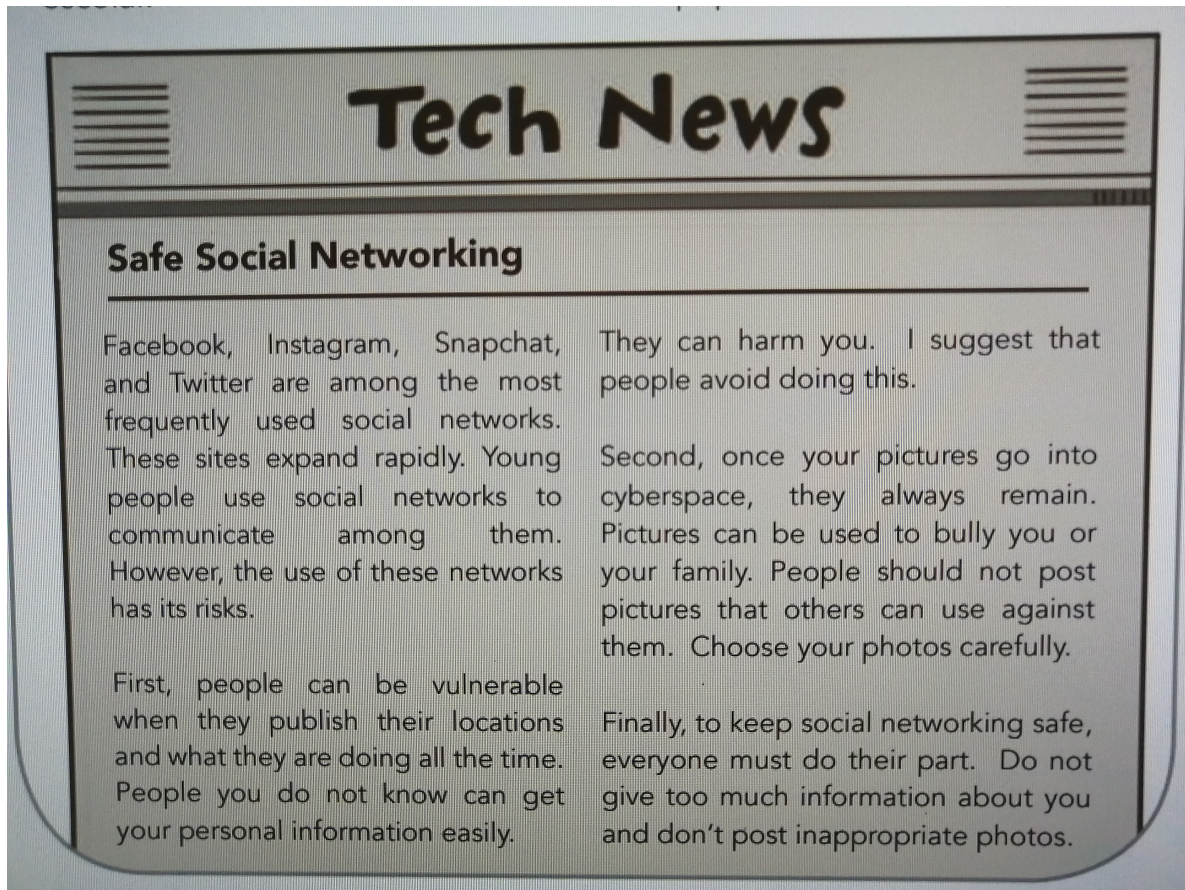 Tech News
Safe Social Networking
Facebook, Instagram, Snapchat,
and Twitter are among the most
frequently used social networks.
These sites expand rapidly. Young
people use social networks to
communicate among them.
However, the use of these networks
has its risks.
First, people can be vulnerable
when they publish their locations
and what they are doing all the time.
People you do not know can get
your personal information easily.
They can harm you. I suggest that
people avoid doing this.
Second, once your pictures go into
cyberspace, they always remain.
Pictures can be used to bully you or
your family. People should not post
pictures that others can use against
them. Choose your photos carefully.
Finally, to keep social networking safe,
everyone must do their part. Do not
give too much information about you
and don't post inappropriate photos.